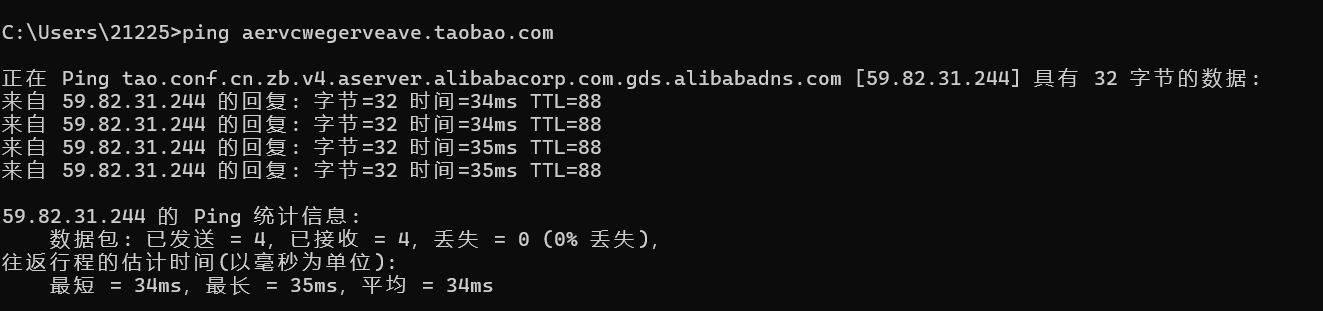 C:\Users\21225>ping aervcwegerveave.taobao.com
正在 Ping tao.conf.cn.zb.v4.aserver.alibabacorp.com.gds.alibabadns.com [59.82.31.244] 具有 32 字节的数据:
来自 59.82.31.244 的回复: 字节=32 时间=34ms TTL=88
来自 59.82.31.244 的回复: 字节=32 时间=34ms TTL=88
来自 59.82.31.244 的回复: 字节=32 时间=35ms TTL=88
来自 59.82.31.244 的回复: 字节=32 时间=35ms TTL=88
59.82.31.244 的 Ping 统计信息:
数据包: 已发送 = 4, 已接收 = 4, 丢失 = 0 (0% 丢失),
往返行程的估计时间(以毫秒为单位):
最短 = 34ms, 最长 = 35ms, 平均 = 34ms